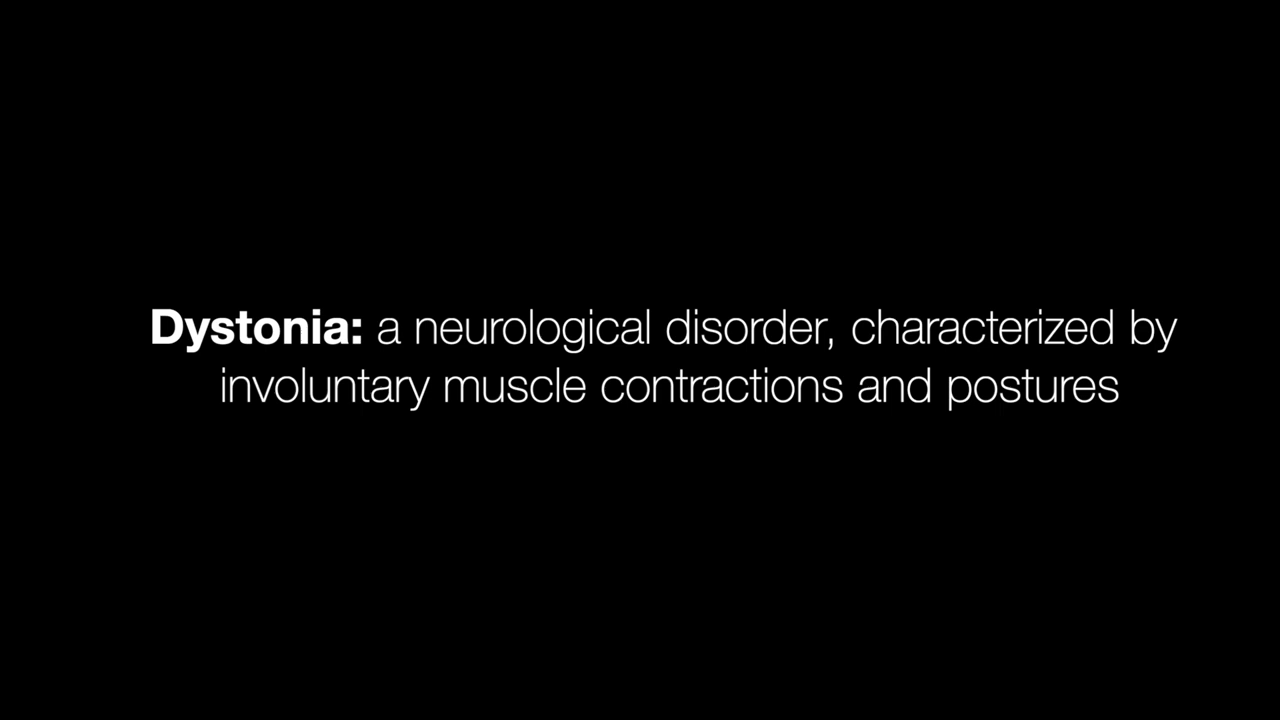 Dystonia: a neurological disorder, characterized by
involuntary muscle contractions and postures